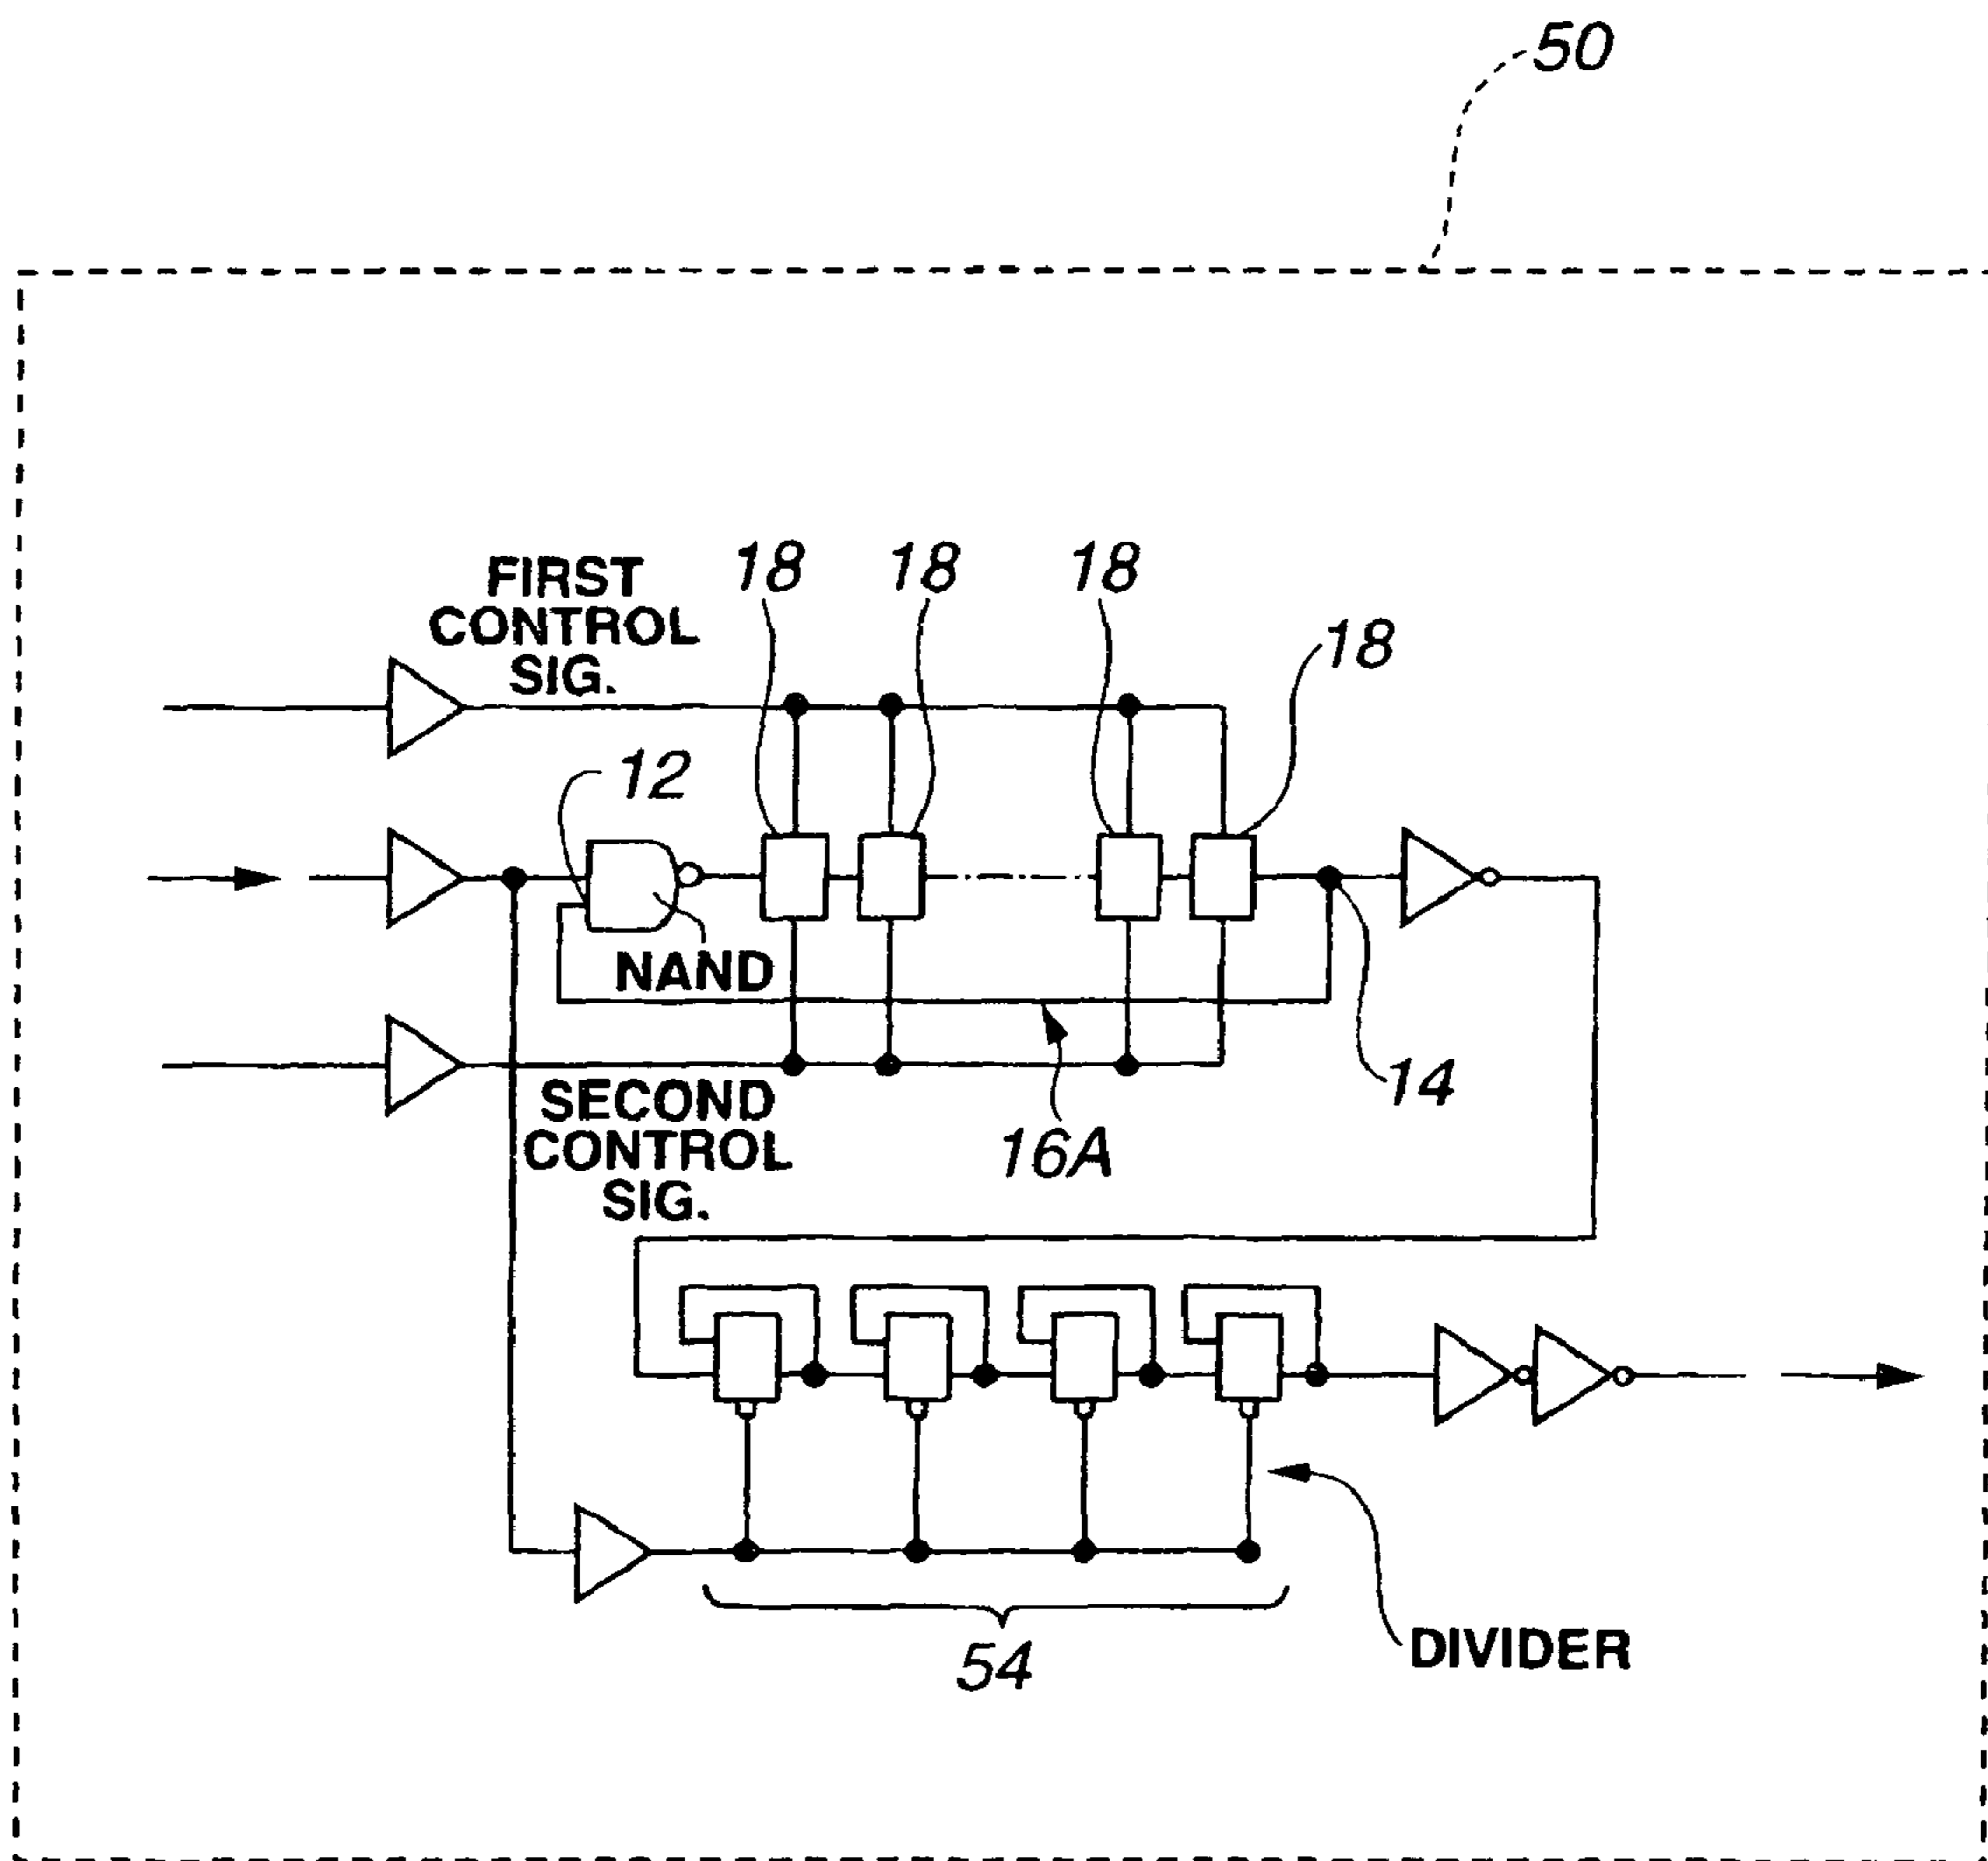 50
FIRST
CONTROL
SIG.
18
18
18
18
12
NAND
14
SECOND
CONTROL
SIG.
16A
54
DIVIDER